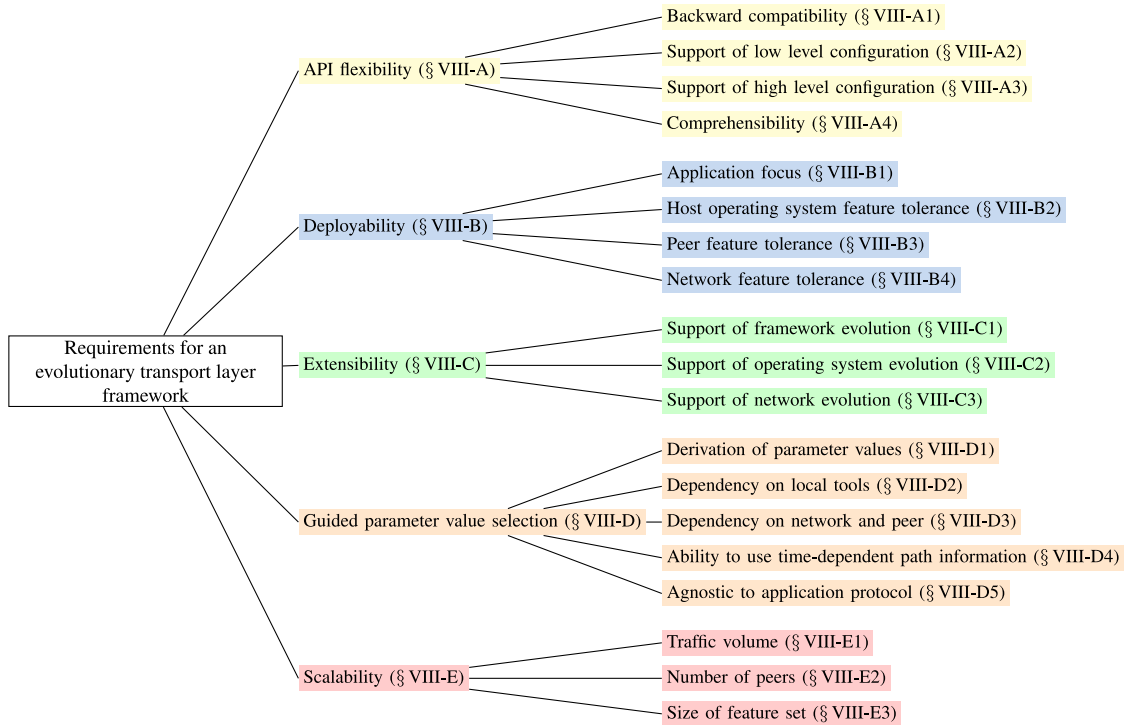 Requirements for an
evolutionary transport layer
framework
API flexibility (§ VIII-A)
Backward compatibility (§ VIII-A1)
Support of low level configuration (§ VIII-A2)
Support of high level configuration (§ VIII-A3)
Comprehensibility (§ VIII-A4)
Deployability (§ VIII-B)
Application focus (§ VIII-B1)
Host operating system feature tolerance (§ VIII-B2)
Peer feature tolerance (§ VIII-B3)
Network feature tolerance (§ VIII-B4)
Extensibility (§ VIII-C)
Support of framework evolution (§ VIII-C1)
Support of operating system evolution (§ VIII-C2)
Support of network evolution (§ VIII-C3)
Guided parameter value selection (§ VIII-D)
Derivation of parameter values (§ VIII-D1)
Dependency on local tools (§ VIII-D2)
Dependency on network and peer (§ VIII-D3)
Ability to use time-dependent path information (§ VIII-D4)
Agnostic to application protocol (§ VIII-D5)
Scalability (§ VIII-E)
Traffic volume (§ VIII-E1)
Number of peers (§ VIII-E2)
Size of feature set (§ VIII-E3)